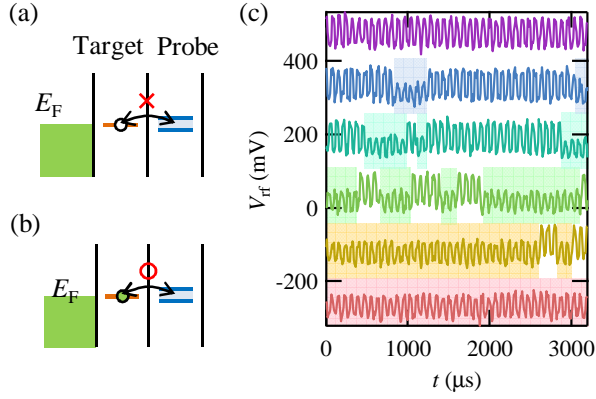 (a)
Target Probe
E_F
(b)
E_F
(c)
V_rf (mV)
400
200
0
-200
0 1000 2000 3000
t (μs)